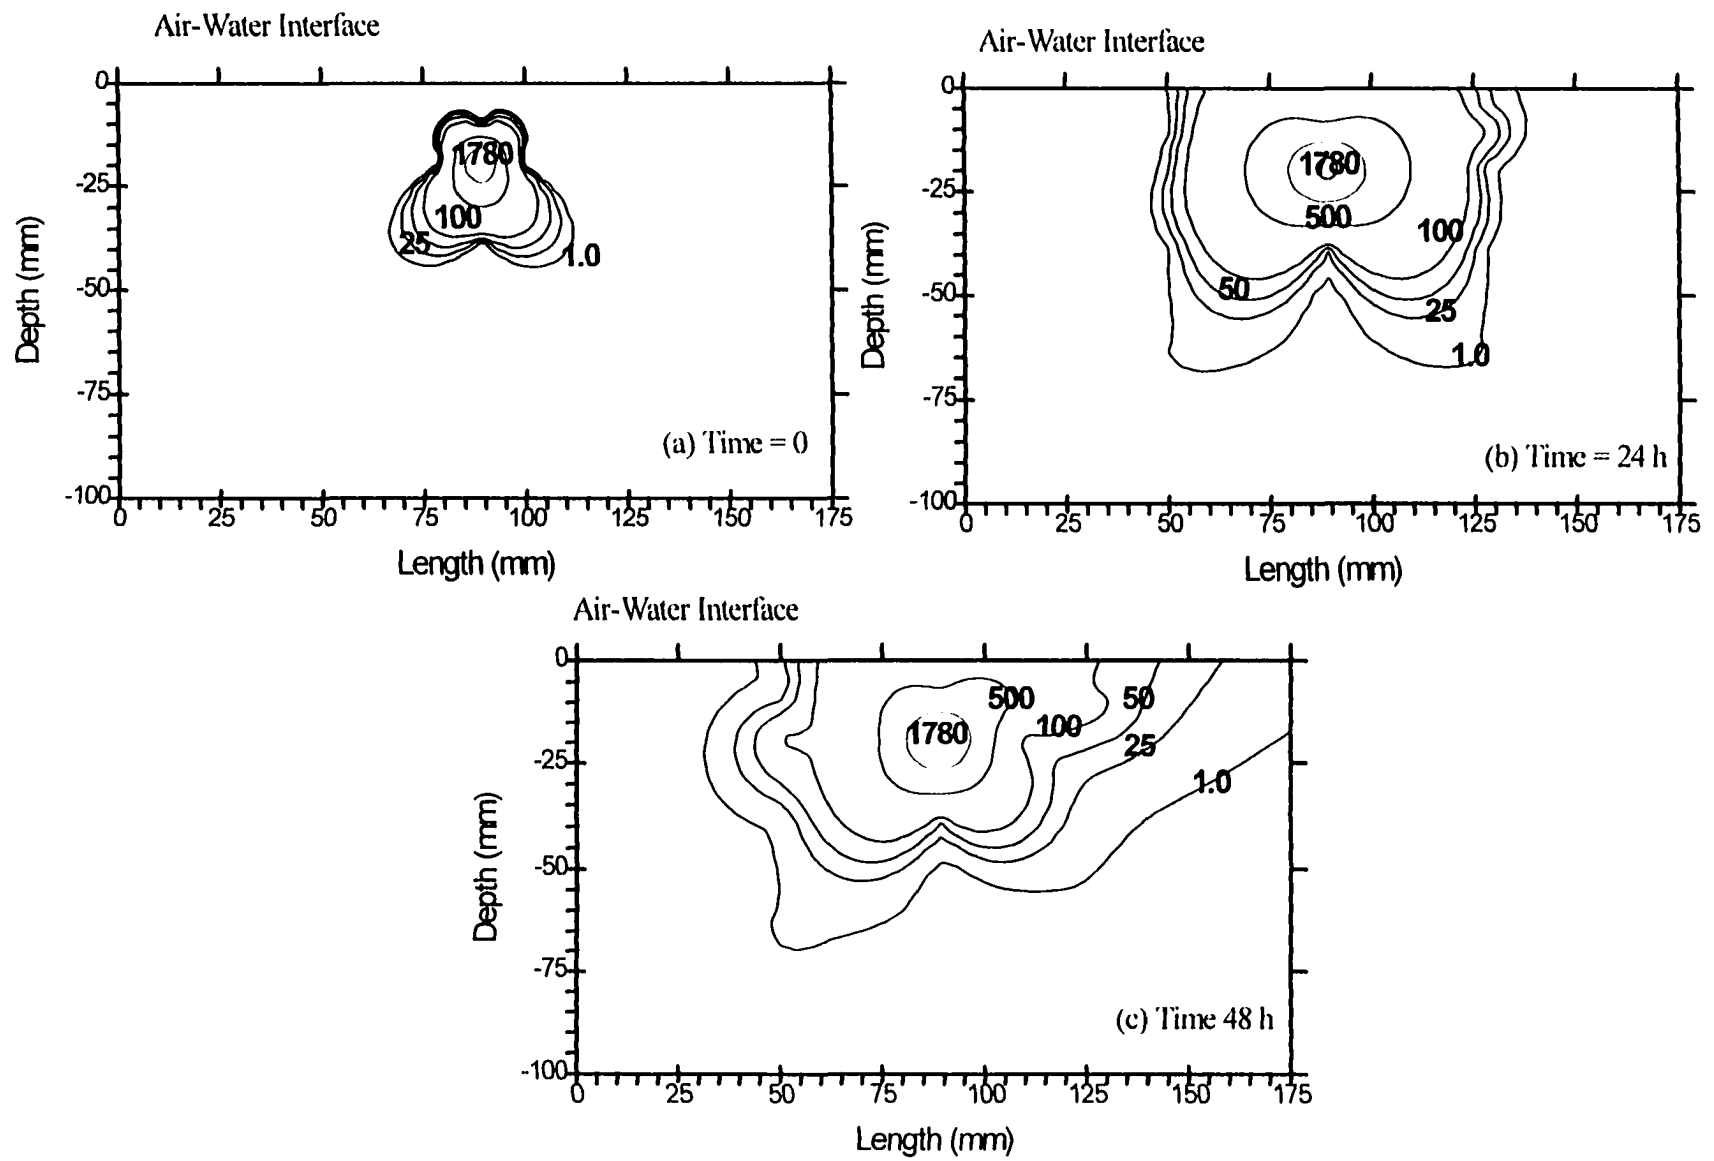 Air-Water Interface
0
-25
-50
-75
-100
Depth (mm)
1780
100
25
1.0
(a) Time = 0
0 25 50 75 100 125 150 175
Length (mm)
Air-Water Interface
0
-25
-50
-75
-100
Depth (mm)
1780
500
100
50
25
1.0
(b) Time = 24 h
0 25 50 75 100 125 150 175
Length (mm)
Air-Water Interface
0
-25
-50
-75
-100
Depth (mm)
500
50
1780
100
25
1.0
(c) Time 48 h
0 25 50 75 100 125 150 175
Length (mm)